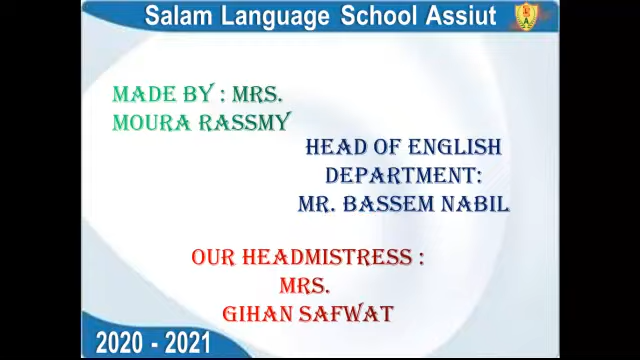 Salam Language School Assiut
MADE BY : MRS.
MOURA RASSMY
HEAD OF ENGLISH
DEPARTMENT:
MR. BASSEM NABIL
OUR HEADMISTRESS :
MRS.
GIHAN SAFWAT
2020 - 2021